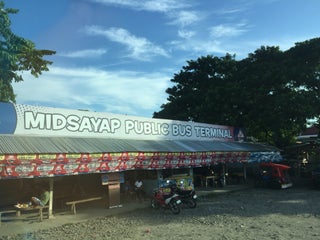 MIDSAYAP PUBLIC BUS TERMINAL